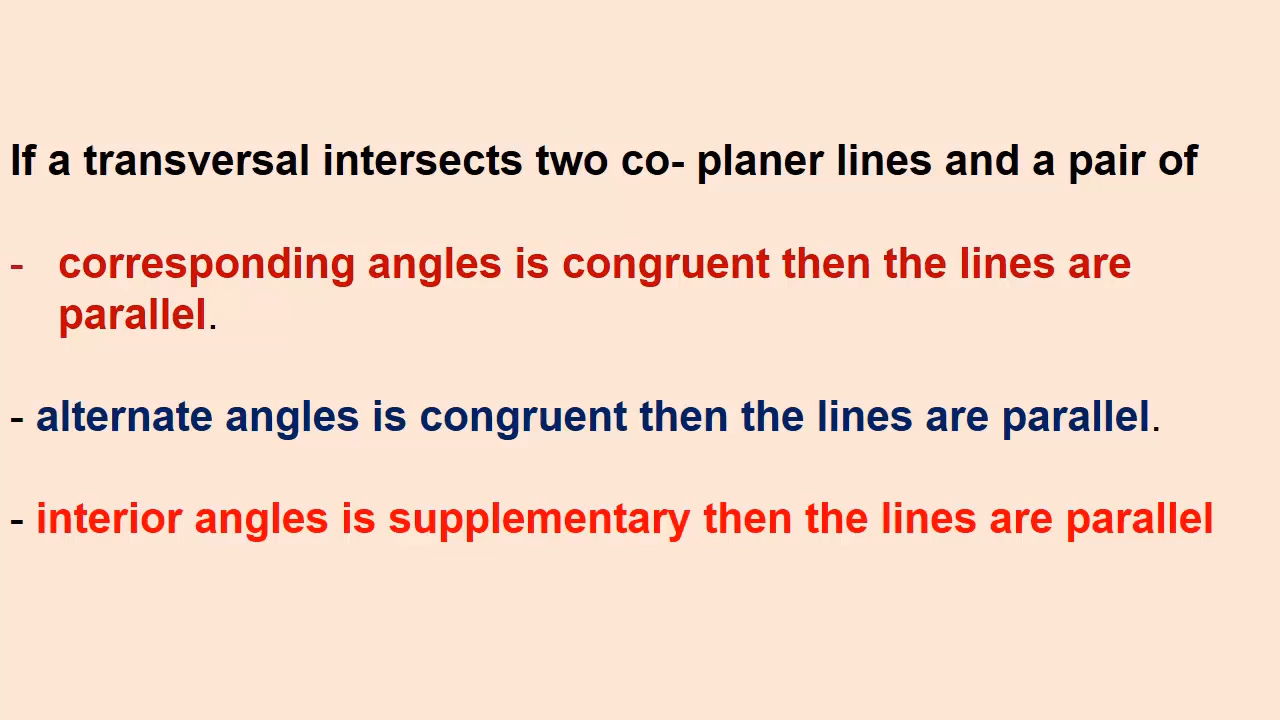 If a transversal intersects two co- planer lines and a pair of
- corresponding angles is congruent then the lines are
parallel.
- alternate angles is congruent then the lines are parallel.
- interior angles is supplementary then the lines are parallel